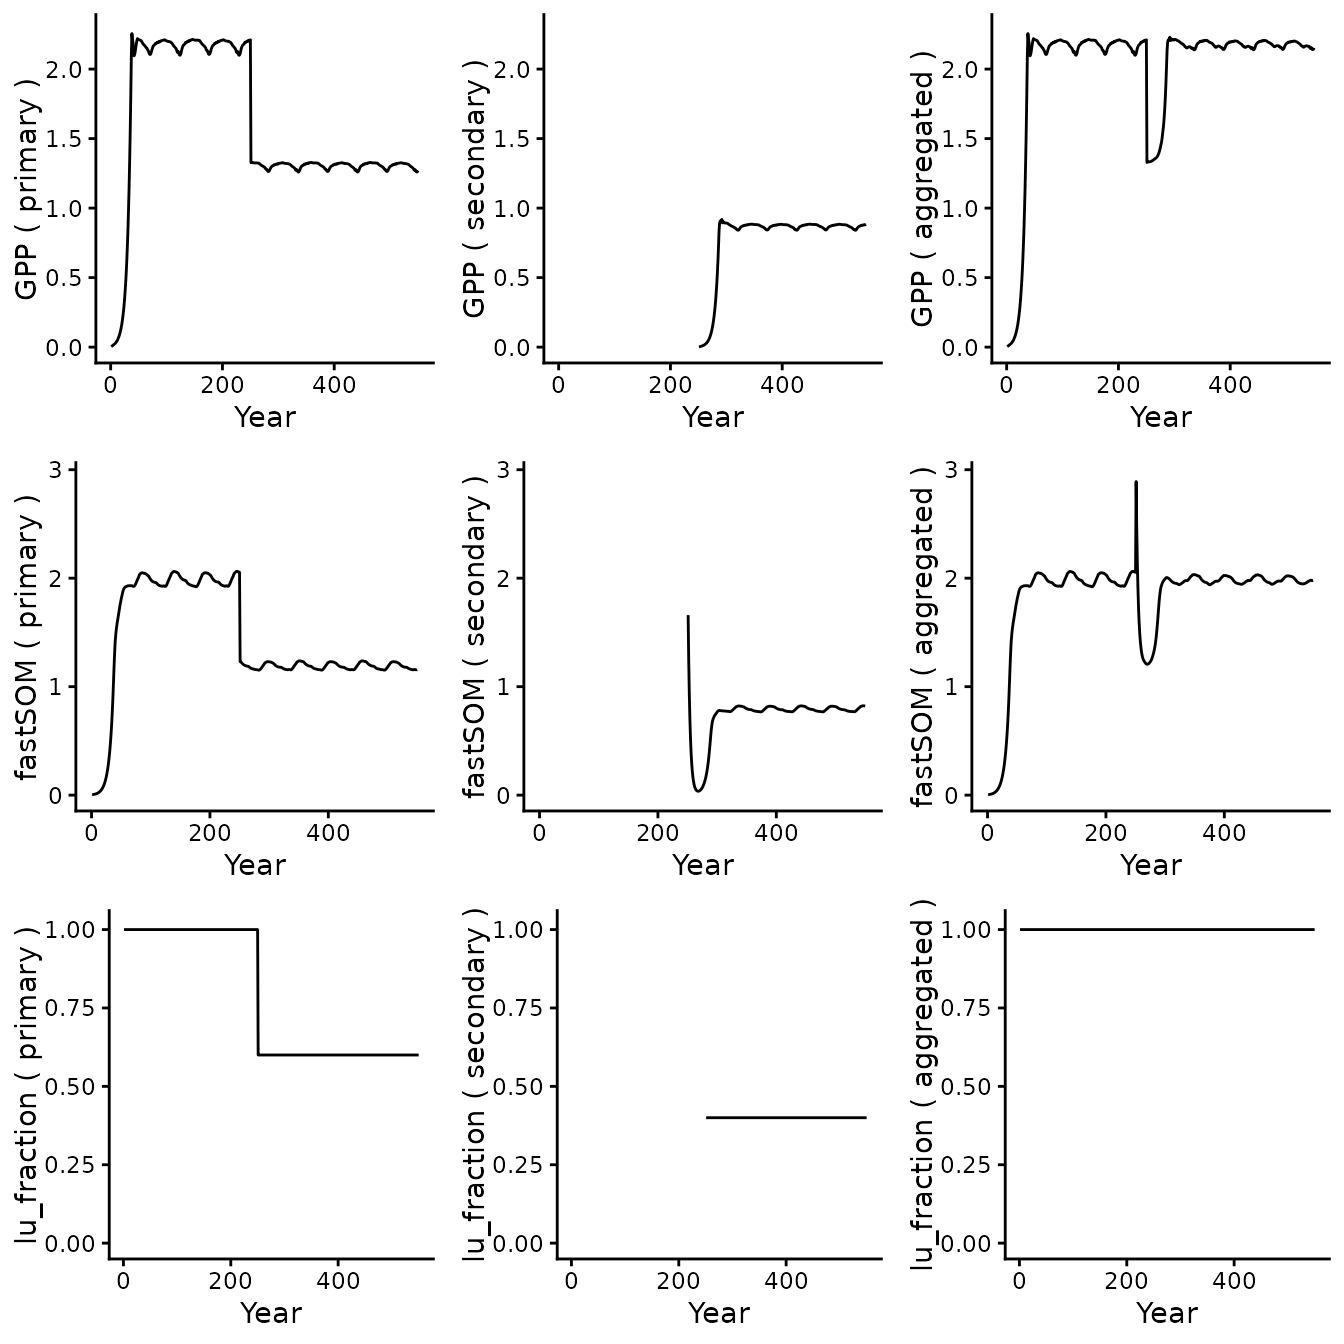 GPP ( primary )
2.0
1.5
1.0
0.5
0.0
0 200 400
Year
GPP ( secondary )
2.0
1.5
1.0
0.5
0.0
0 200 400
Year
GPP ( aggregated )
2.0
1.5
1.0
0.5
0.0
0 200 400
Year
fastSOM ( primary )
3
2
1
0
0 200 400
Year
fastSOM ( secondary )
3
2
1
0
0 200 400
Year
fastSOM ( aggregated )
3
2
1
0
0 200 400
Year
lu_fraction ( primary )
1.00
0.75
0.50
0.25
0.00
0 200 400
Year
lu_fraction ( secondary )
1.00
0.75
0.50
0.25
0.00
0 200 400
Year
lu_fraction ( aggregated )
1.00
0.75
0.50
0.25
0.00
0 200 400
Year